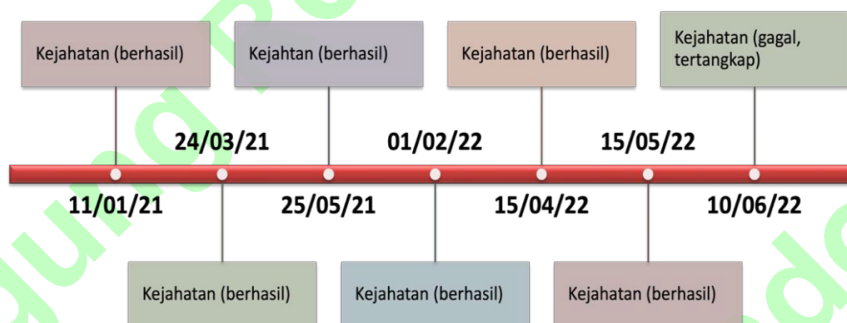 Kejahatan (berhasil)
Kejahtan (berhasil)
Kejahatan (berhasil)
Kejahatan (gagal,
tertangkap)
24/03/21
01/02/22
15/05/22
11/01/21
25/05/21
15/04/22
10/06/22
Kejahatan (berhasil)
Kejahatan (berhasil)
Kejahatan (berhasil)